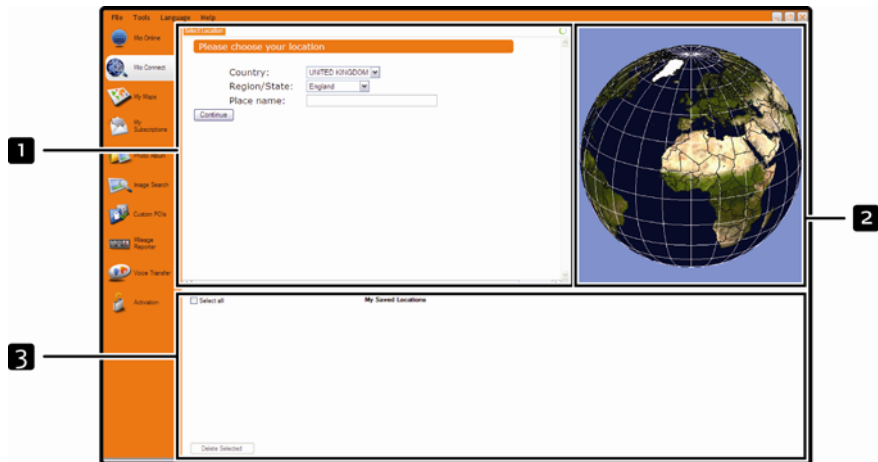 File Tools Language Help
Mio Online
Mio Connect
My Maps
My
Subscriptions
Photo Album
Image Search
Custom POIs
Mileage
Reporter
Voice Transfer
Activation
Select Location
Please choose your location
Country: UNITED KINGDOM
Region/State: England
Place name:
Continue
Select all
My Saved Locations
Delete Selected
1
2
3